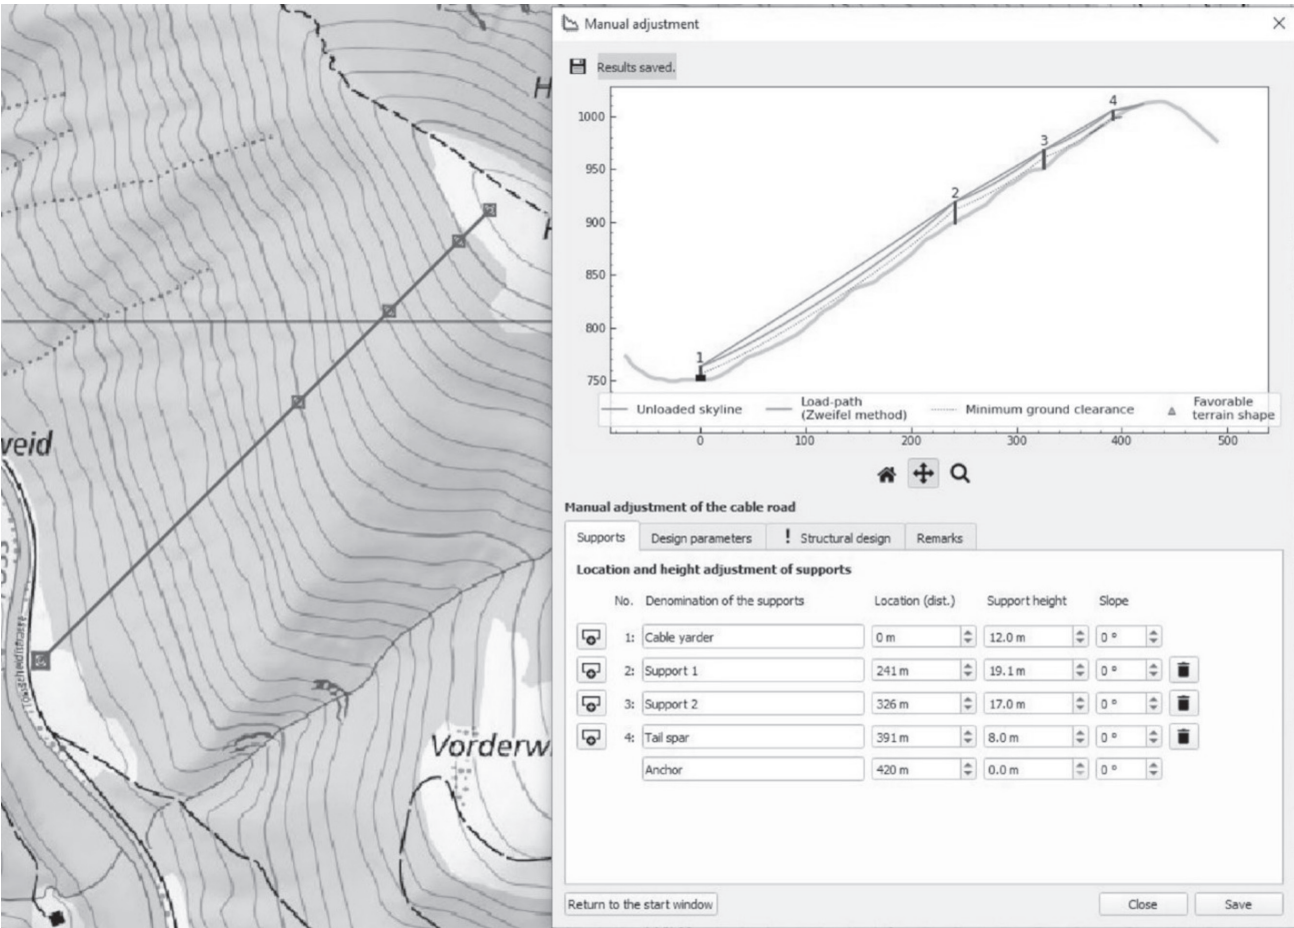 Manual adjustment
Results saved.
1000
950
900
850
800
750
1
2
3
4
Unloaded skyline
Load-path
(Zweifel method)
Minimum ground clearance
Favorable
terrain shape
0
100
200
300
400
500
Manual adjustment of the cable road
Supports
Design parameters
! Structural design
Remarks
Location and height adjustment of supports
No. Denomination of the supports Location (dist.) Support height Slope
1: Cable yarder 0 m 12.0 m 0 °
2: Support 1 241 m 19.1 m 0 °
3: Support 2 326 m 17.0 m 0 °
4: Tail spar 391 m 8.0 m 0 °
Anchor 420 m 0.0 m 0 °
Return to the start window
Close
Save
H
H
veid
Vorderw